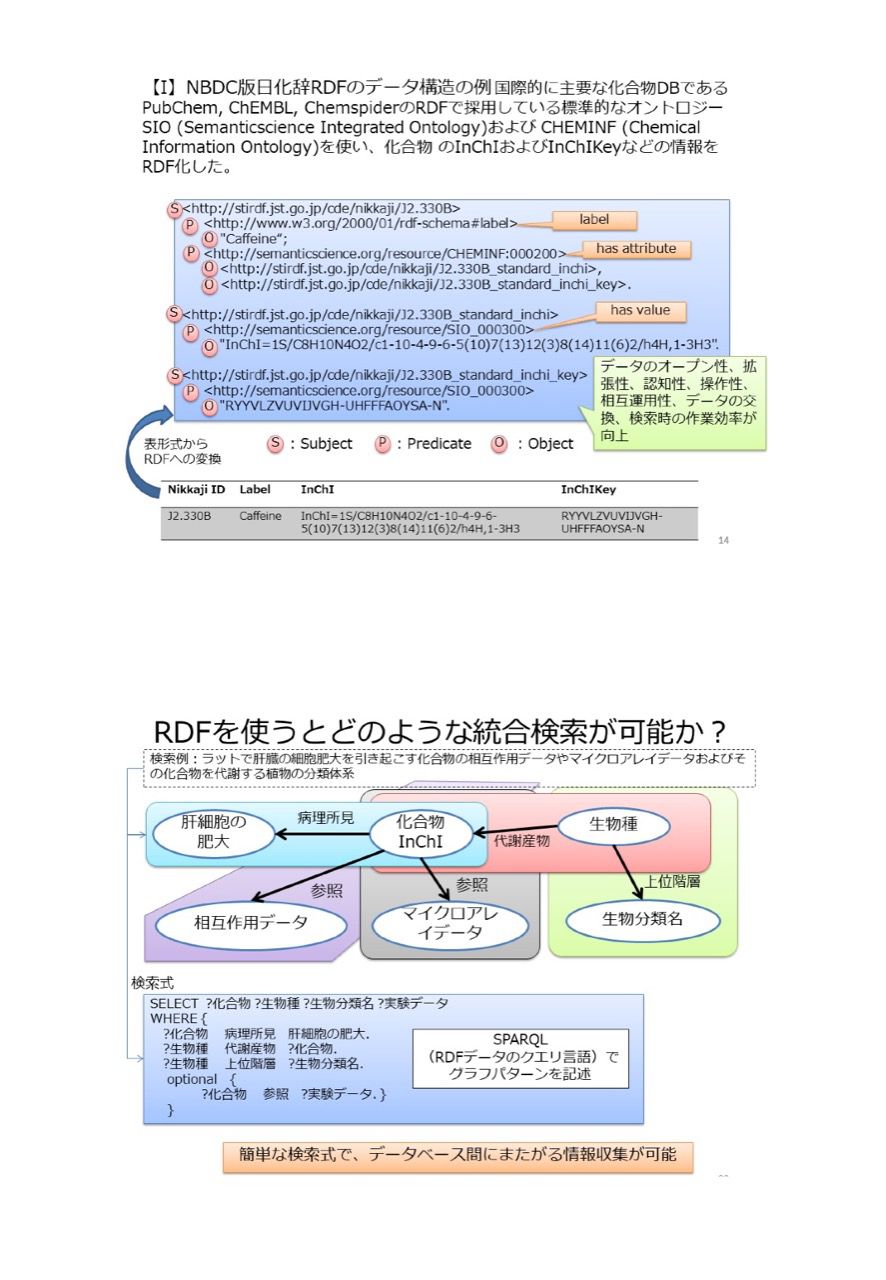 【I】NBDC版日化辞RDFのデータ構造の例 国際的に主要な化合物DBである
PubChem, ChEMBL, ChemspiderのRDFで採用している標準的なオントロジー
SIO (Semanticscience Integrated Ontology)および CHEMINF (Chemical
Information Ontology)を使い、化合物 のInChIおよびInChIKeyなどの情報を
RDF化した。
S <http://stirdf.jst.go.jp/cde/nikkaji/J2.330B>
P <http://www.w3.org/2000/01/rdf-schema#label>
label
O "Caffeine“;
P <http://semanticscience.org/resource/CHEMINF:000200>
has attribute
O <http://stirdf.jst.go.jp/cde/nikkaji/J2.330B_standard_inchi>,
O <http://stirdf.jst.go.jp/cde/nikkaji/J2.330B_standard_inchi_key>.
S <http://stirdf.jst.go.jp/cde/nikkaji/J2.330B_standard_inchi>
has value
P <http://semanticscience.org/resource/SIO_000300>
O "InChI=1S/C8H10N4O2/c1-10-4-9-6-5(10)7(13)12(3)8(14)11(6)2/h4H,1-3H3".
S <http://stirdf.jst.go.jp/cde/nikkaji/J2.330B_standard_inchi_key>
P <http://semanticscience.org/resource/SIO_000300>
O "RYYVLZVUVIJVGH-UHFFFAOYSA-N".
データのオープン性、拡
張性、認知性、操作性、
相互運用性、データの交
換、検索時の作業効率が
向上
表形式から
RDFへの変換
S : Subject P : Predicate O : Object
Nikkaji ID Label InChI InChIKey
J2.330B Caffeine InChI=1S/C8H10N4O2/c1-10-4-9-6- RYYVLZVUVIJVGH-
5(10)7(13)12(3)8(14)11(6)2/h4H,1-3H3 UHFFFAOYSA-N
14
RDFを使うとどのような統合検索が可能か？
検索例：ラットで肝臓の細胞肥大を引き起こす化合物の相互作用データやマイクロアレイデータおよびそ
の化合物を代謝する植物の分類体系
肝細胞の
肥大
病理所見
化合物
InChI
代謝産物
生物種
参照
参照
上位階層
相互作用データ
マイクロアレ
イデータ
生物分類名
検索式
SELECT ?化合物 ?生物種 ?生物分類名 ?実験データ
WHERE {
?化合物 病理所見 肝細胞の肥大.
?生物種 代謝産物 ?化合物.
?生物種 上位階層 ?生物分類名.
optional {
?化合物 参照 ?実験データ. }
}
SPARQL
（RDFデータのクエリ言語）で
グラフパターンを記述
簡単な検索式で、データベース間にまたがる情報収集が可能